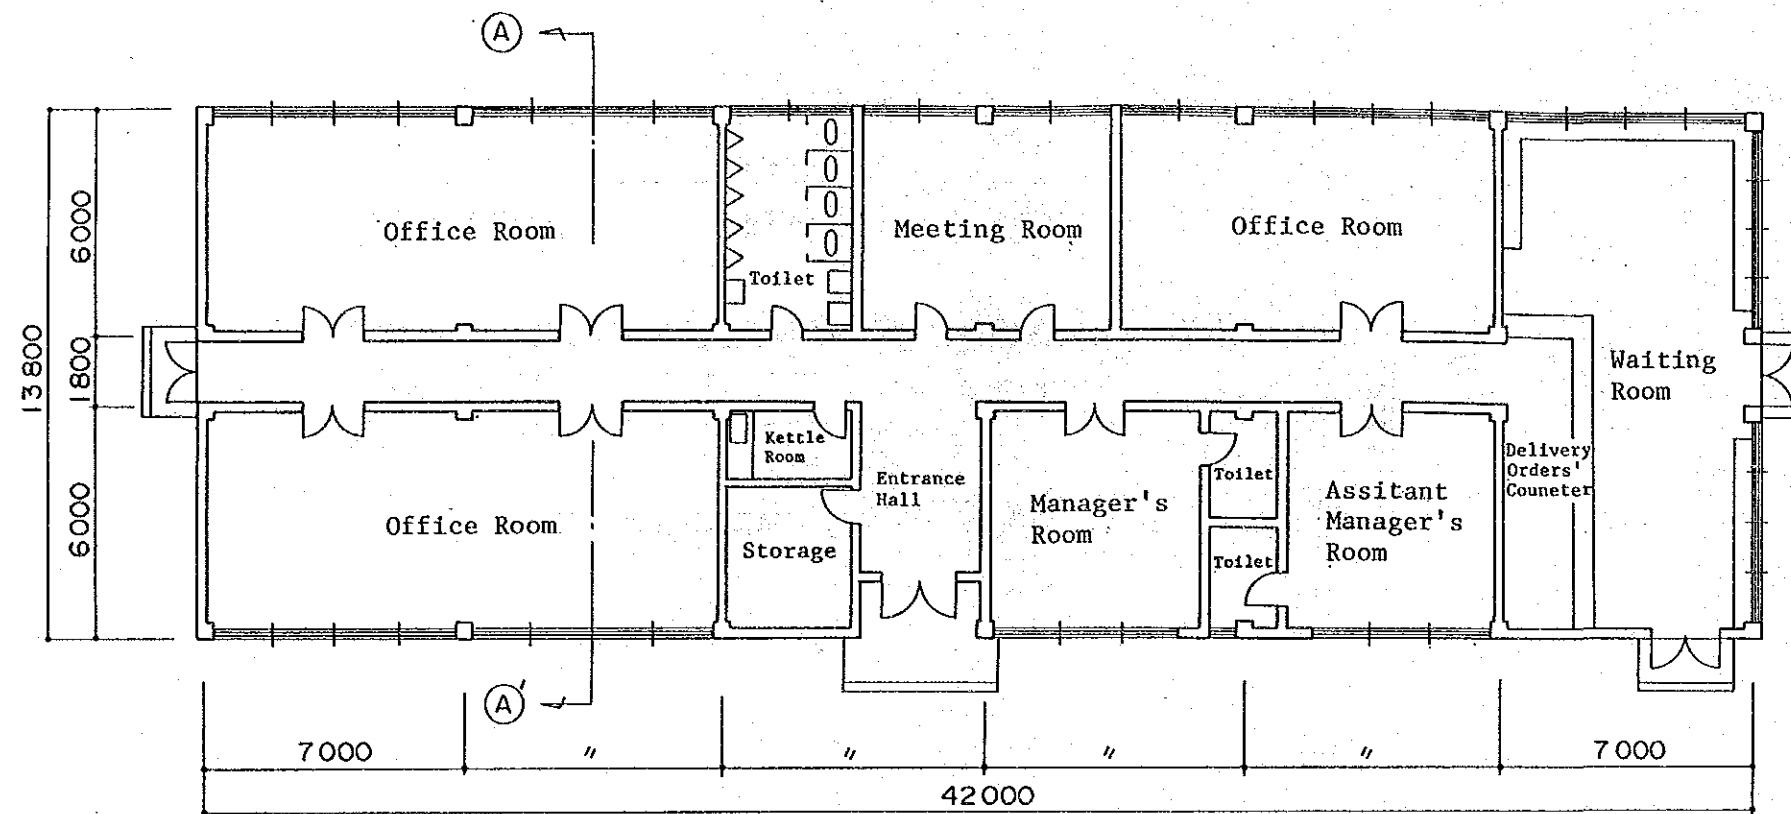 A
6000
1800
6000
13800
Office Room
Toilet
Meeting Room
Office Room
Waiting
Room
Kettle
Room
Entrance
Hall
Storage
Office Room
Manager's
Room
Toilet
Toilet
Assitant
Manager's
Room
Delivery
Orders'
Couneter
A'
7000
"
"
"
"
7000
42000